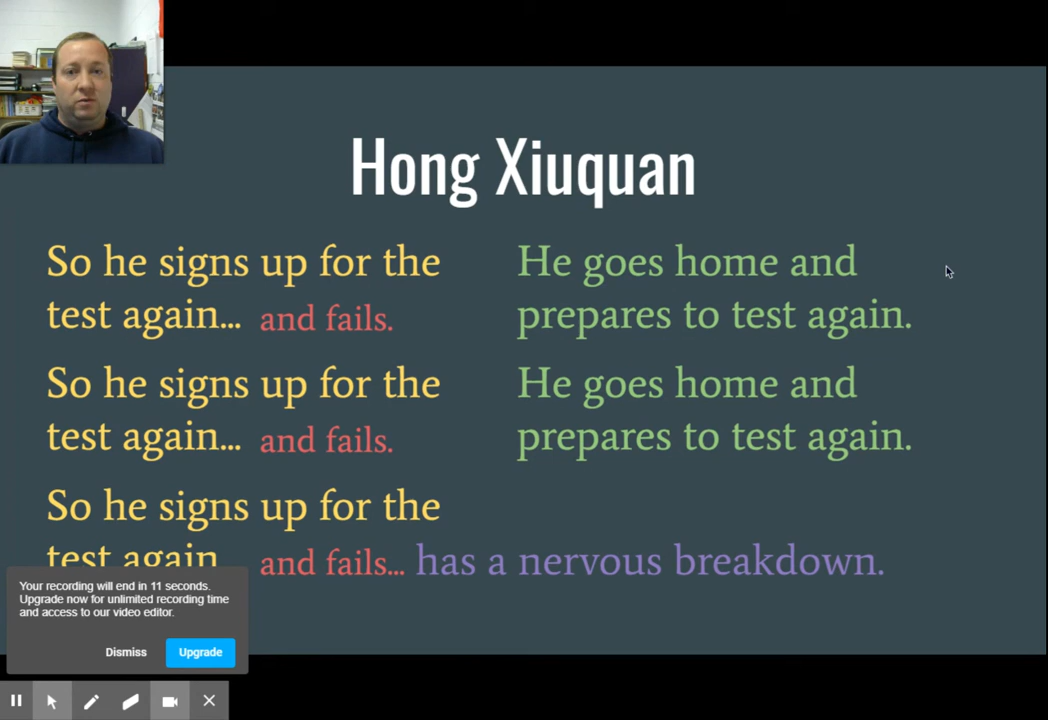 Hong Xiuquan
So he signs up for the
test again... and fails.
He goes home and
prepares to test again.
So he signs up for the
test again... and fails.
He goes home and
prepares to test again.
So he signs up for the
test again and fails... has a nervous breakdown.
Your recording will end in 11 seconds.
Upgrade now for unlimited recording time
and access to our video editor.
Dismiss
Upgrade